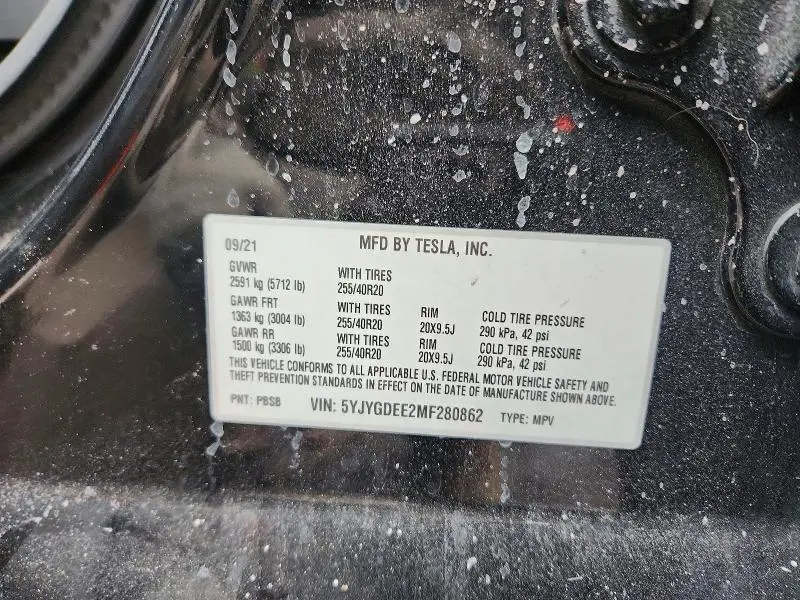 09/21 MFD BY TESLA, INC.
GVWR WITH TIRES
2591 kg (5712 lb) 255/40R20
GAWR FRT WITH TIRES RIM COLD TIRE PRESSURE
1363 kg (3004 lb) 255/40R20 20X9.5J 290 kPa, 42 psi
GAWR RR WITH TIRES RIM COLD TIRE PRESSURE
1500 kg (3306 lb) 255/40R20 20X9.5J 290 kPa, 42 psi
THIS VEHICLE CONFORMS TO ALL APPLICABLE U.S. FEDERAL MOTOR VEHICLE SAFETY AND
THEFT PREVENTION STANDARDS IN EFFECT ON THE DATE OF MANUFACTURE SHOWN ABOVE.
PNT: PBSB VIN: 5YJYGDEE2MF280862 TYPE: MPV